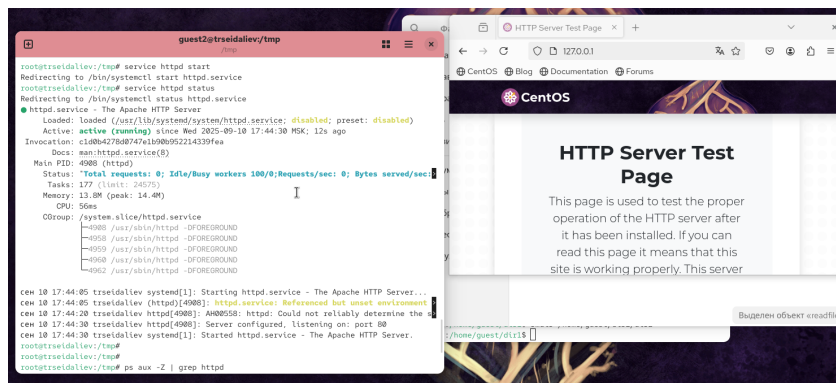 guest2@trseidaliev:/tmp
/tmp
root@trseidaliev:/tmp# service httpd start
Redirecting to /bin/systemctl start httpd.service
root@trseidaliev:/tmp# service httpd status
Redirecting to /bin/systemctl status httpd.service
● httpd.service - The Apache HTTP Server
Loaded: loaded (/usr/lib/systemd/system/httpd.service; disabled; preset: disabled)
Active: active (running) since Wed 2025-09-10 17:44:30 MSK; 12s ago
Invocation: c1d0b4278d0747e1b90b952214339fea
Docs: man:httpd.service(8)
Main PID: 4908 (httpd)
Status: "Total requests: 0; Idle/Busy workers 100/0;Requests/sec: 0; Bytes served/sec:
Tasks: 177 (limit: 24575)
Memory: 13.8M (peak: 14.4M)
CPU: 56ms
CGroup: /system.slice/httpd.service
├─4908 /usr/sbin/httpd -DFOREGROUND
├─4958 /usr/sbin/httpd -DFOREGROUND
├─4959 /usr/sbin/httpd -DFOREGROUND
├─4960 /usr/sbin/httpd -DFOREGROUND
└─4962 /usr/sbin/httpd -DFOREGROUND
сен 10 17:44:05 trseidaliev systemd[1]: Starting httpd.service - The Apache HTTP Server...
сен 10 17:44:05 trseidaliev (httpd)[4908]: httpd.service: Referenced but unset environment
сен 10 17:44:20 trseidaliev httpd[4908]: AH00558: httpd: Could not reliably determine the s
сен 10 17:44:30 trseidaliev httpd[4908]: Server configured, listening on: port 80
сен 10 17:44:30 trseidaliev systemd[1]: Started httpd.service - The Apache HTTP Server.
root@trseidaliev:/tmp#
root@trseidaliev:/tmp#
root@trseidaliev:/tmp# ps aux -Z | grep httpd
HTTP Server Test Page
127.0.0.1
CentOS Blog Documentation Forums
CentOS
HTTP Server Test
Page
This page is used to test the proper
operation of the HTTP server after
it has been installed. If you can
read this page it means that this
site is working properly. This server
Выделен объект «readfil
:/home/guest/dir1$